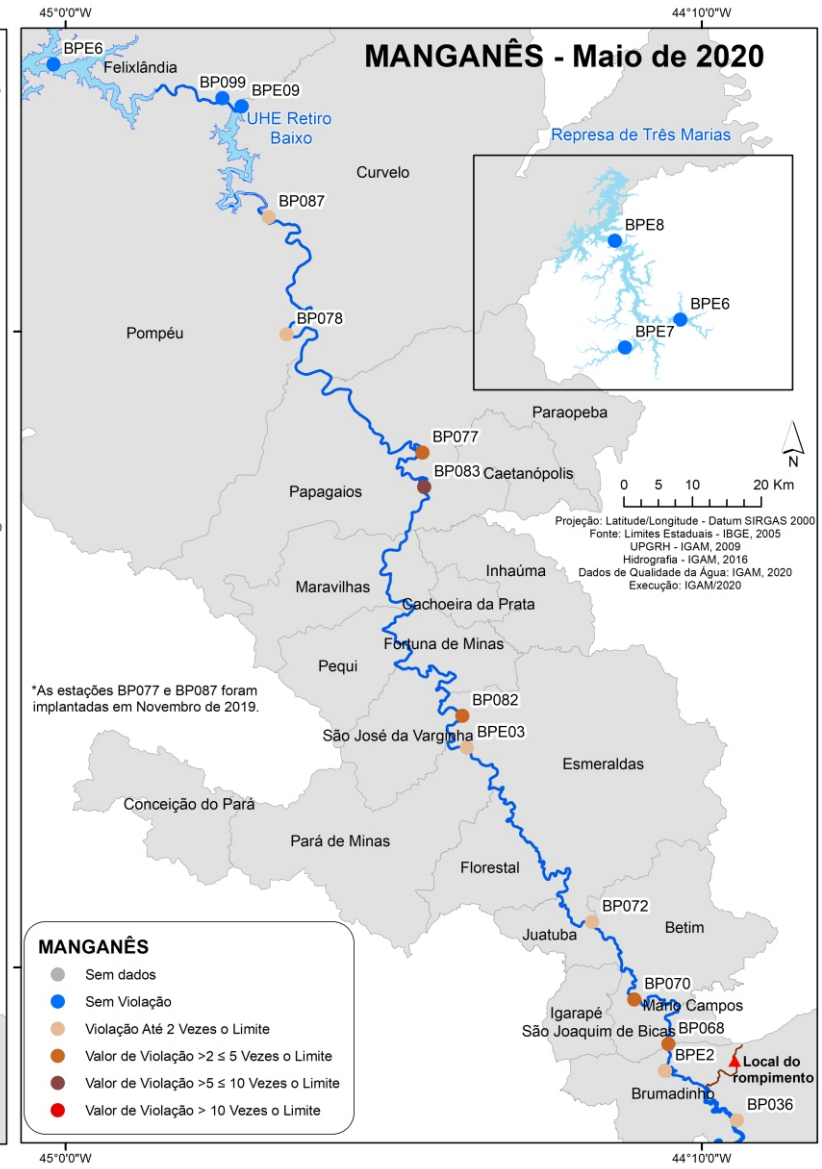 45°0'0"W
44°10'0"W
MANGANÊS - Maio de 2020
BPE6
Felixlândia
BP099
BPE09
UHE Retiro
Baixo
Represa de Três Marias
Curvelo
BP087
BPE8
BPE6
BPE7
BP078
Pompéu
Paraopeba
BP077
BP083
Caetanópolis
Papagaios
N
0 5 10 20 Km
Projeção: Latitude/Longitude - Datum SIRGAS 2000
Fonte: Limites Estaduais - IBGE, 2005
UPGRH - IGAM, 2009
Hidrografia - IGAM, 2016
Dados de Qualidade da Água: IGAM, 2020
Execução: IGAM/2020
Inhaúma
Maravilhas
Cachoeira da Prata
Fortuna de Minas
Pequi
*As estações BP077 e BP087 foram
implantadas em Novembro de 2019.
BP082
São José da Varginha
BPE03
Esmeraldas
Conceição do Pará
Pará de Minas
Florestal
BP072
Betim
Juatuba
BP070
Mário Campos
Igarapé
São Joaquim de Bicas
BP068
BPE2
Local do
rompimento
Brumadinho
BP036
MANGANÊS
Sem dados
Sem Violação
Violação Até 2 Vezes o Limite
Valor de Violação >2 ≤ 5 Vezes o Limite
Valor de Violação >5 ≤ 10 Vezes o Limite
Valor de Violação > 10 Vezes o Limite
45°0'0"W
44°10'0"W